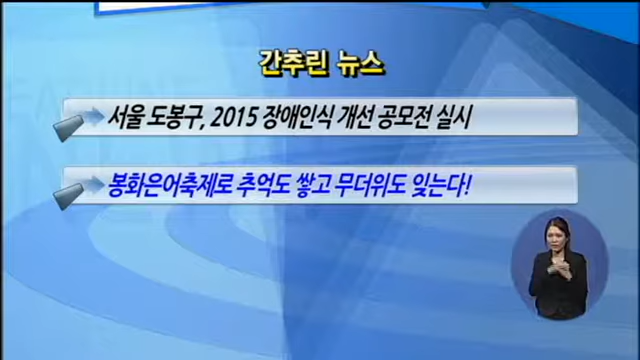 간추린 뉴스
서울 도봉구, 2015 장애인식 개선 공모전 실시
봉화은어축제로 추억도 쌓고 무더위도 잊는다!